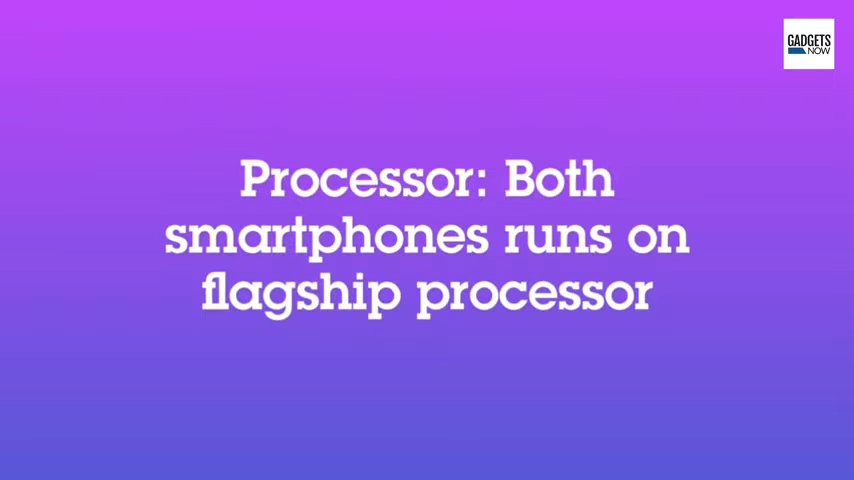 GADGETS
NOW
Processor: Both
smartphones runs on
flagship processor